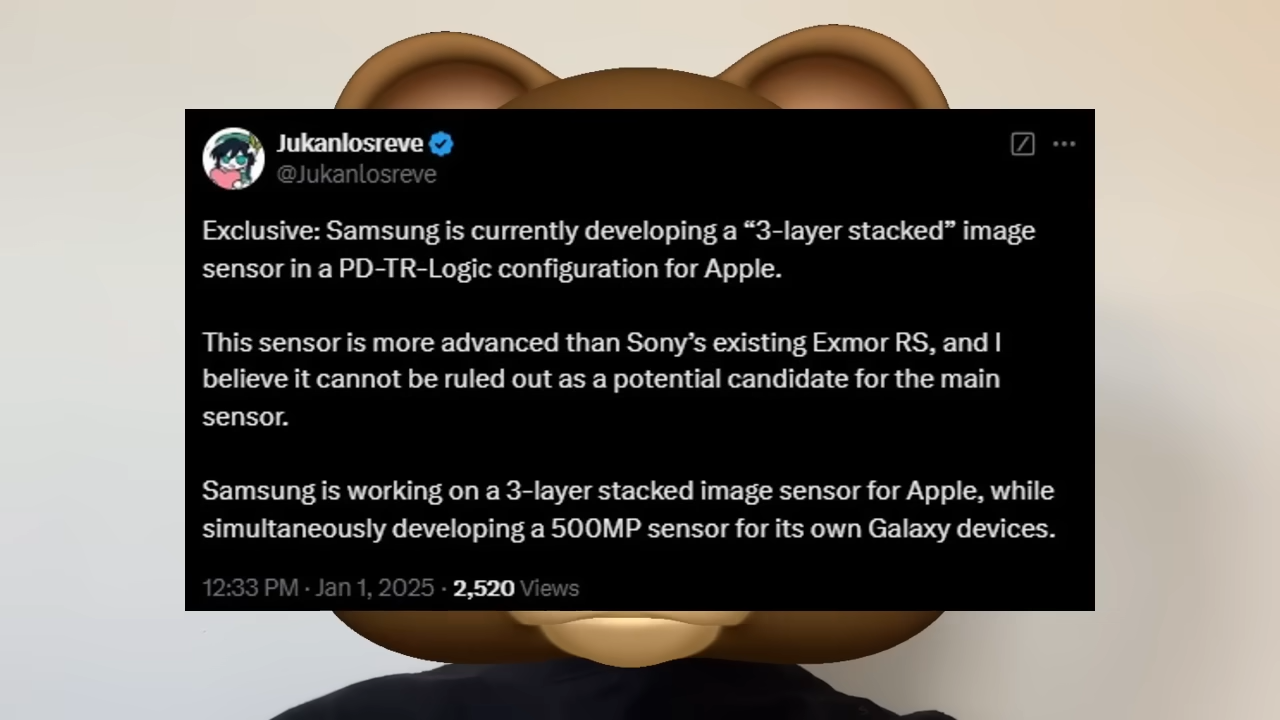 Jukanlosreve
@Jukanlosreve
Exclusive: Samsung is currently developing a “3-layer stacked” image
sensor in a PD-TR-Logic configuration for Apple.
This sensor is more advanced than Sony’s existing Exmor RS, and I
believe it cannot be ruled out as a potential candidate for the main
sensor.
Samsung is working on a 3-layer stacked image sensor for Apple, while
simultaneously developing a 500MP sensor for its own Galaxy devices.
12:33 PM · Jan 1, 2025 · 2,520 Views